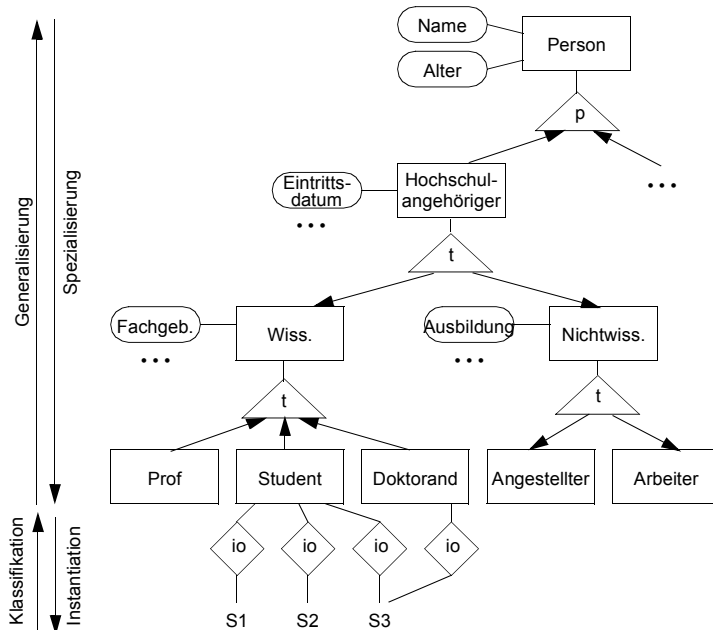 Name
Person
Alter
p
Generalisierung
Spezialisierung
Eintritts-
datum
Hochschul-
angehöriger
• • •
• • •
t
Fachgeb.
Wiss.
Ausbildung
Nichtwiss.
• • •
• • •
t
t
Prof
Student
Doktorand
Angestellter
Arbeiter
Klassifikation
Instantiation
io
io
io
io
S1
S2
S3